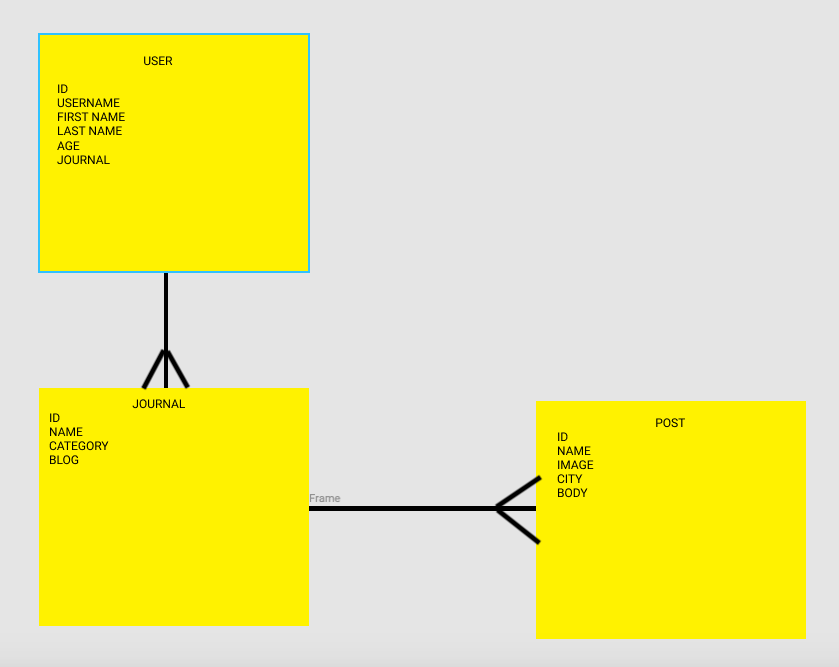 USER
ID
USERNAME
FIRST NAME
LAST NAME
AGE
JOURNAL
JOURNAL
ID
NAME
CATEGORY
BLOG
Frame
POST
ID
NAME
IMAGE
CITY
BODY